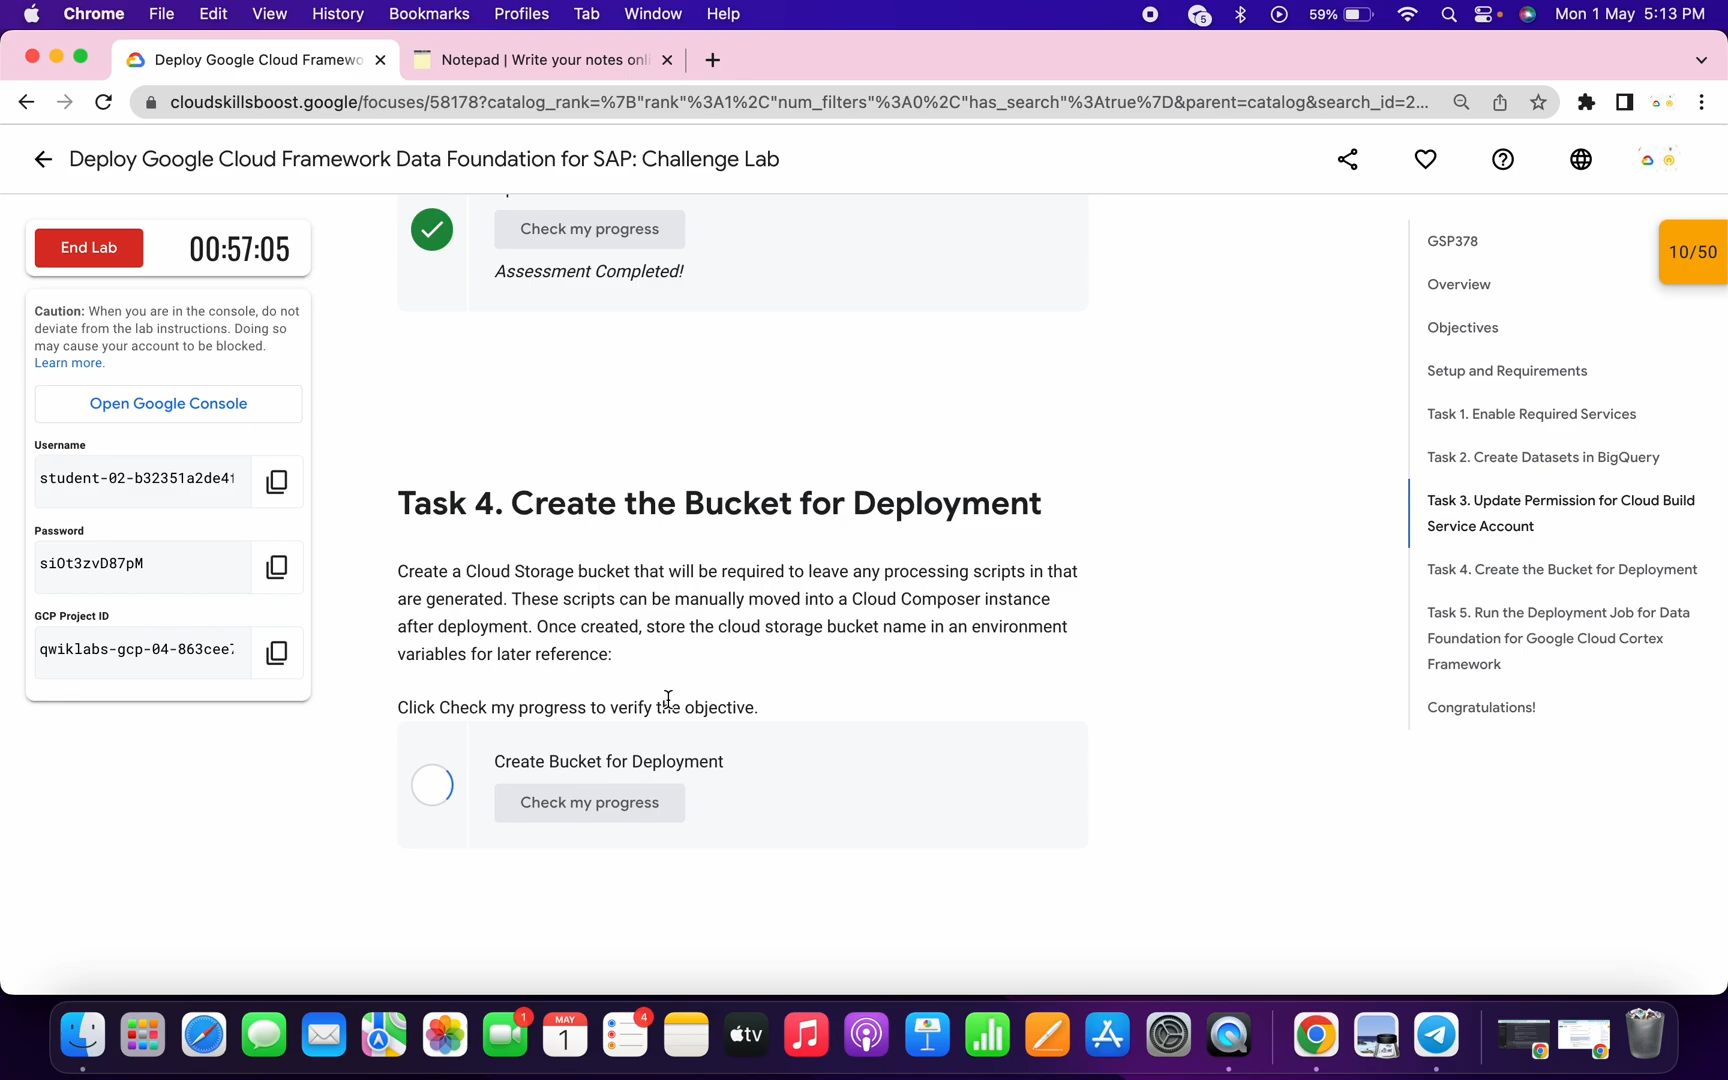 Chrome File Edit View History Bookmarks Profiles Tab Window Help
5
59%
Mon 1 May 5:13 PM
Deploy Google Cloud Framewo
Notepad | Write your notes onli
cloudskillsboost.google/focuses/58178?catalog_rank=%7B"rank"%3A1%2C"num_filters"%3A0%2C"has_search"%3Atrue%7D&parent=catalog&search_id=2...
Deploy Google Cloud Framework Data Foundation for SAP: Challenge Lab
End Lab
00:57:05
Caution: When you are in the console, do not
deviate from the lab instructions. Doing so
may cause your account to be blocked.
Learn more.
Open Google Console
Username
student-02-b32351a2de4f
Password
siOt3zvD87pM
GCP Project ID
qwiklabs-gcp-04-863cee7
Check my progress
Assessment Completed!
Task 4. Create the Bucket for Deployment
Create a Cloud Storage bucket that will be required to leave any processing scripts in that
are generated. These scripts can be manually moved into a Cloud Composer instance
after deployment. Once created, store the cloud storage bucket name in an environment
variables for later reference:
Click Check my progress to verify the objective.
Create Bucket for Deployment
Check my progress
GSP378
Overview
Objectives
Setup and Requirements
Task 1. Enable Required Services
Task 2. Create Datasets in BigQuery
Task 3. Update Permission for Cloud Build
Service Account
Task 4. Create the Bucket for Deployment
Task 5. Run the Deployment Job for Data
Foundation for Google Cloud Cortex
Framework
Congratulations!
10/50
1
MAY
1
4
tv